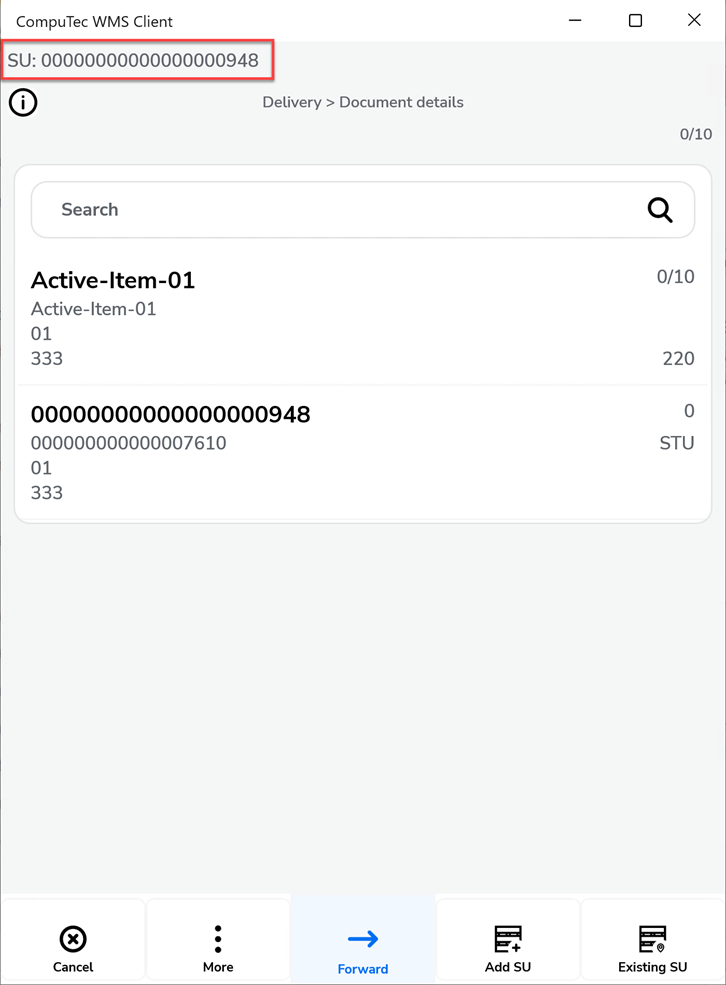 CompuTec WMS Client
SU: 00000000000000000948
Delivery > Document details
0/10
Search
Active-Item-01 0/10
Active-Item-01
01
333 220
00000000000000000948 0
000000000000007610 STU
01
333
Cancel More Forward Add SU Existing SU